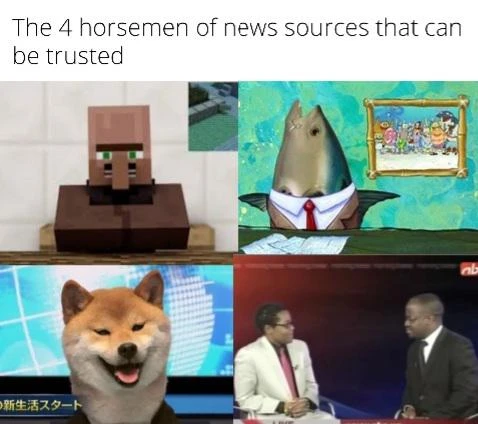 The 4 horsemen of news sources that can
be trusted
新生活スタート